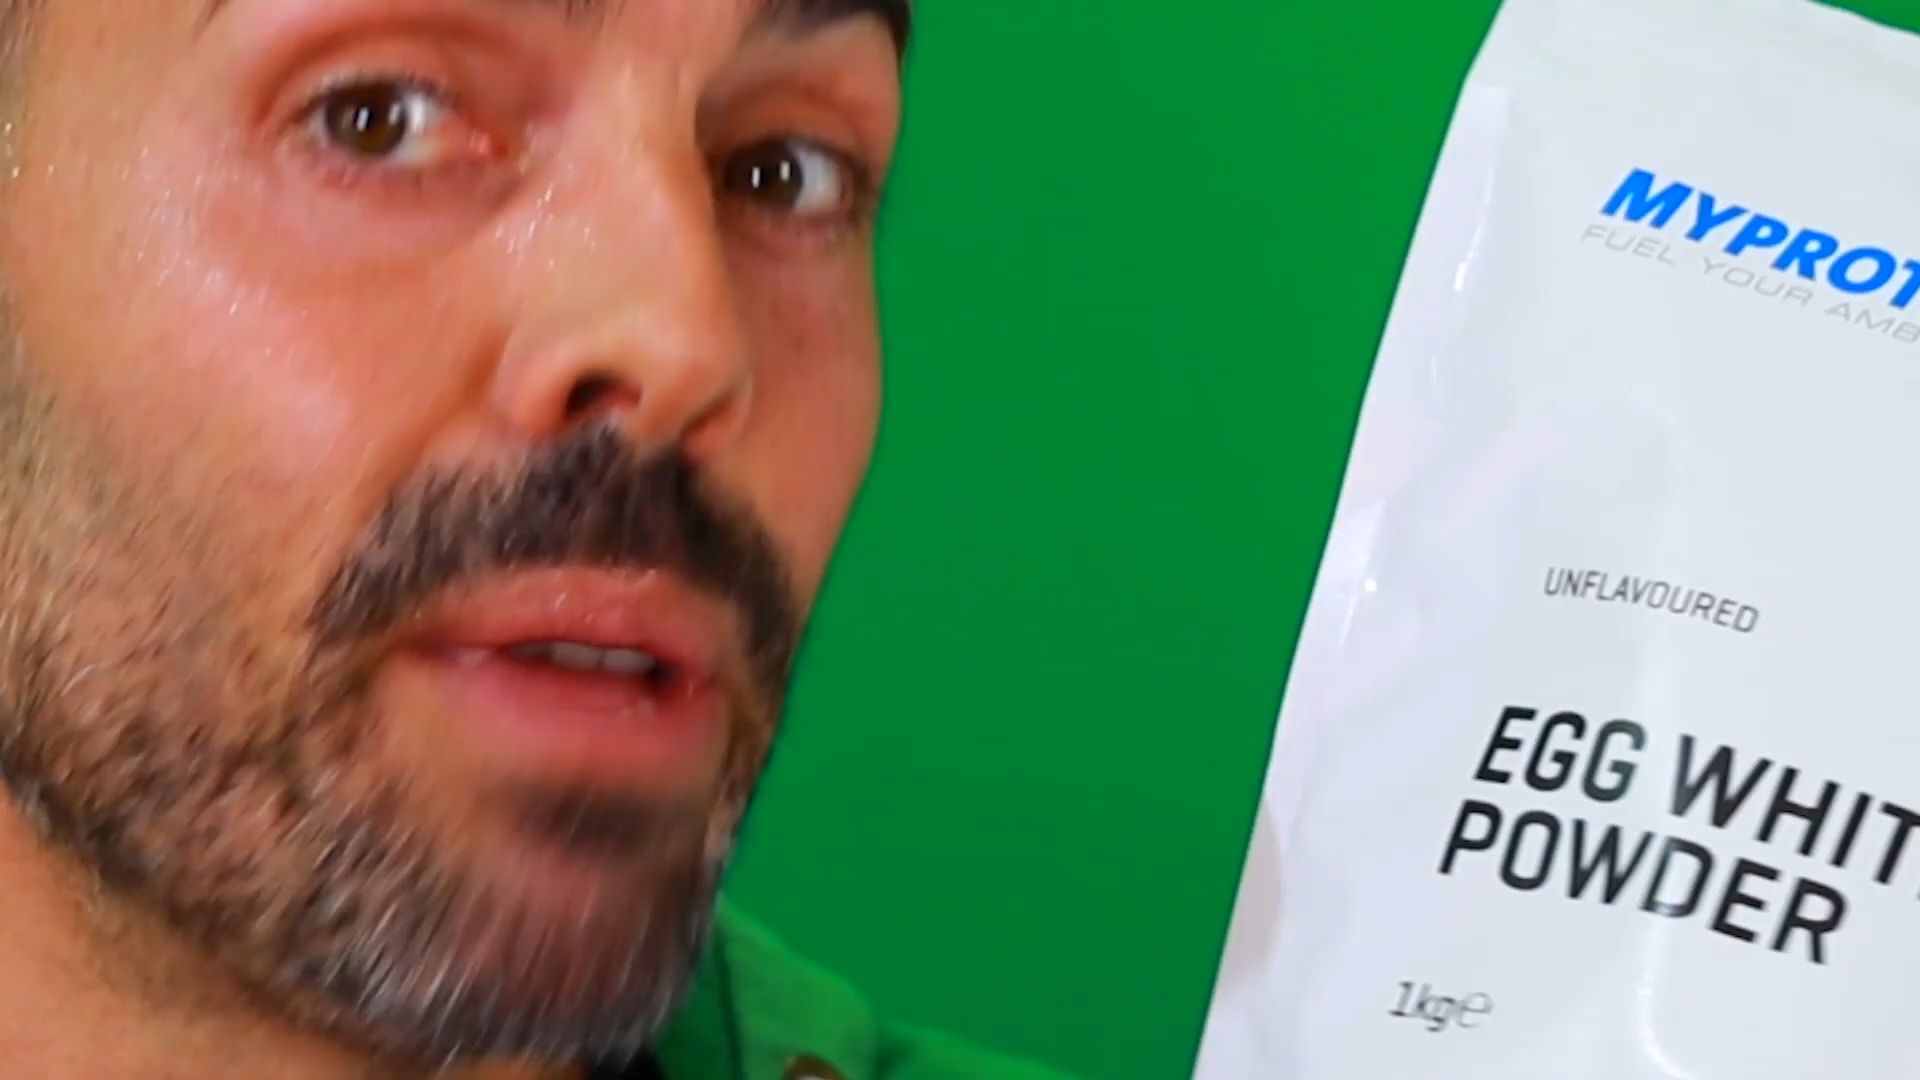 MYPROT
FUEL YOUR AMB
UNFLAVOURED
EGG WHIT
POWDER
1kg℮